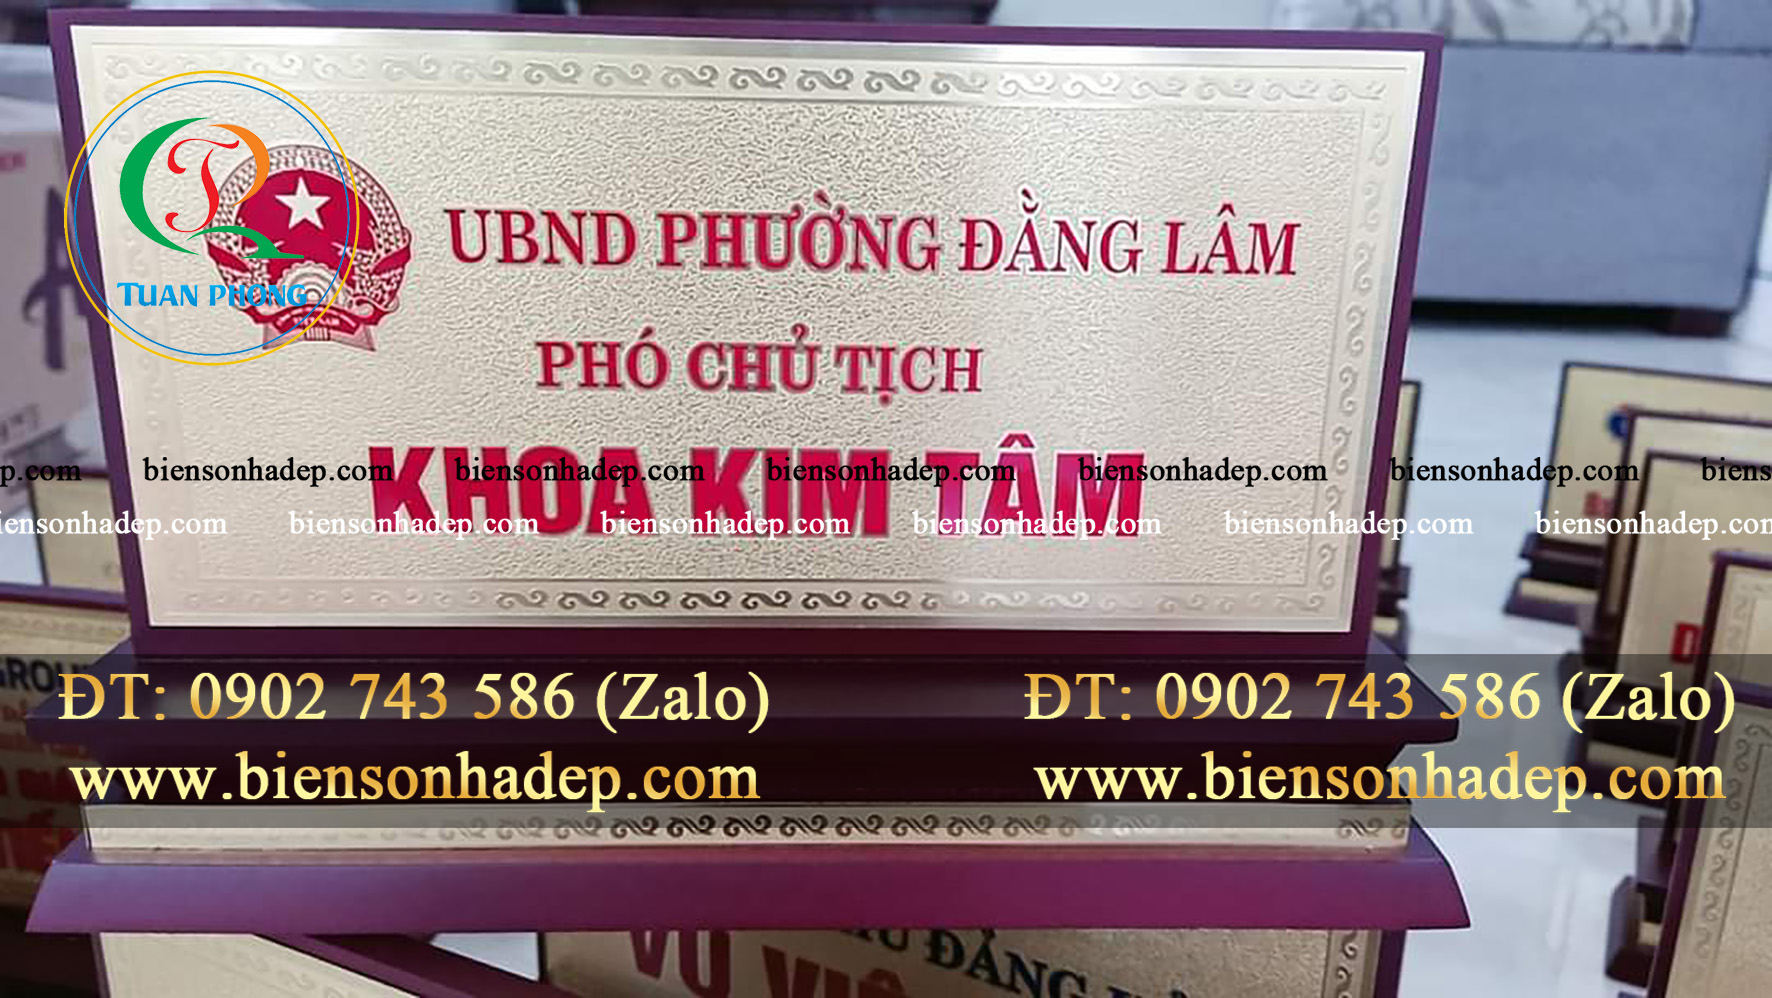 TUAN PHONG
UBND PHƯỜNG ĐẰNG LÂM
PHÓ CHỦ TỊCH
KHOA KIM TÂM
biensonhadep.com biensonhadep.com biensonhadep.com biensonhadep.com biensonhadep.com
biensonhadep.com biensonhadep.com biensonhadep.com biensonhadep.com
ĐT: 0902 743 586 (Zalo) ĐT: 0902 743 586 (Zalo)
www.biensonhadep.com www.biensonhadep.com